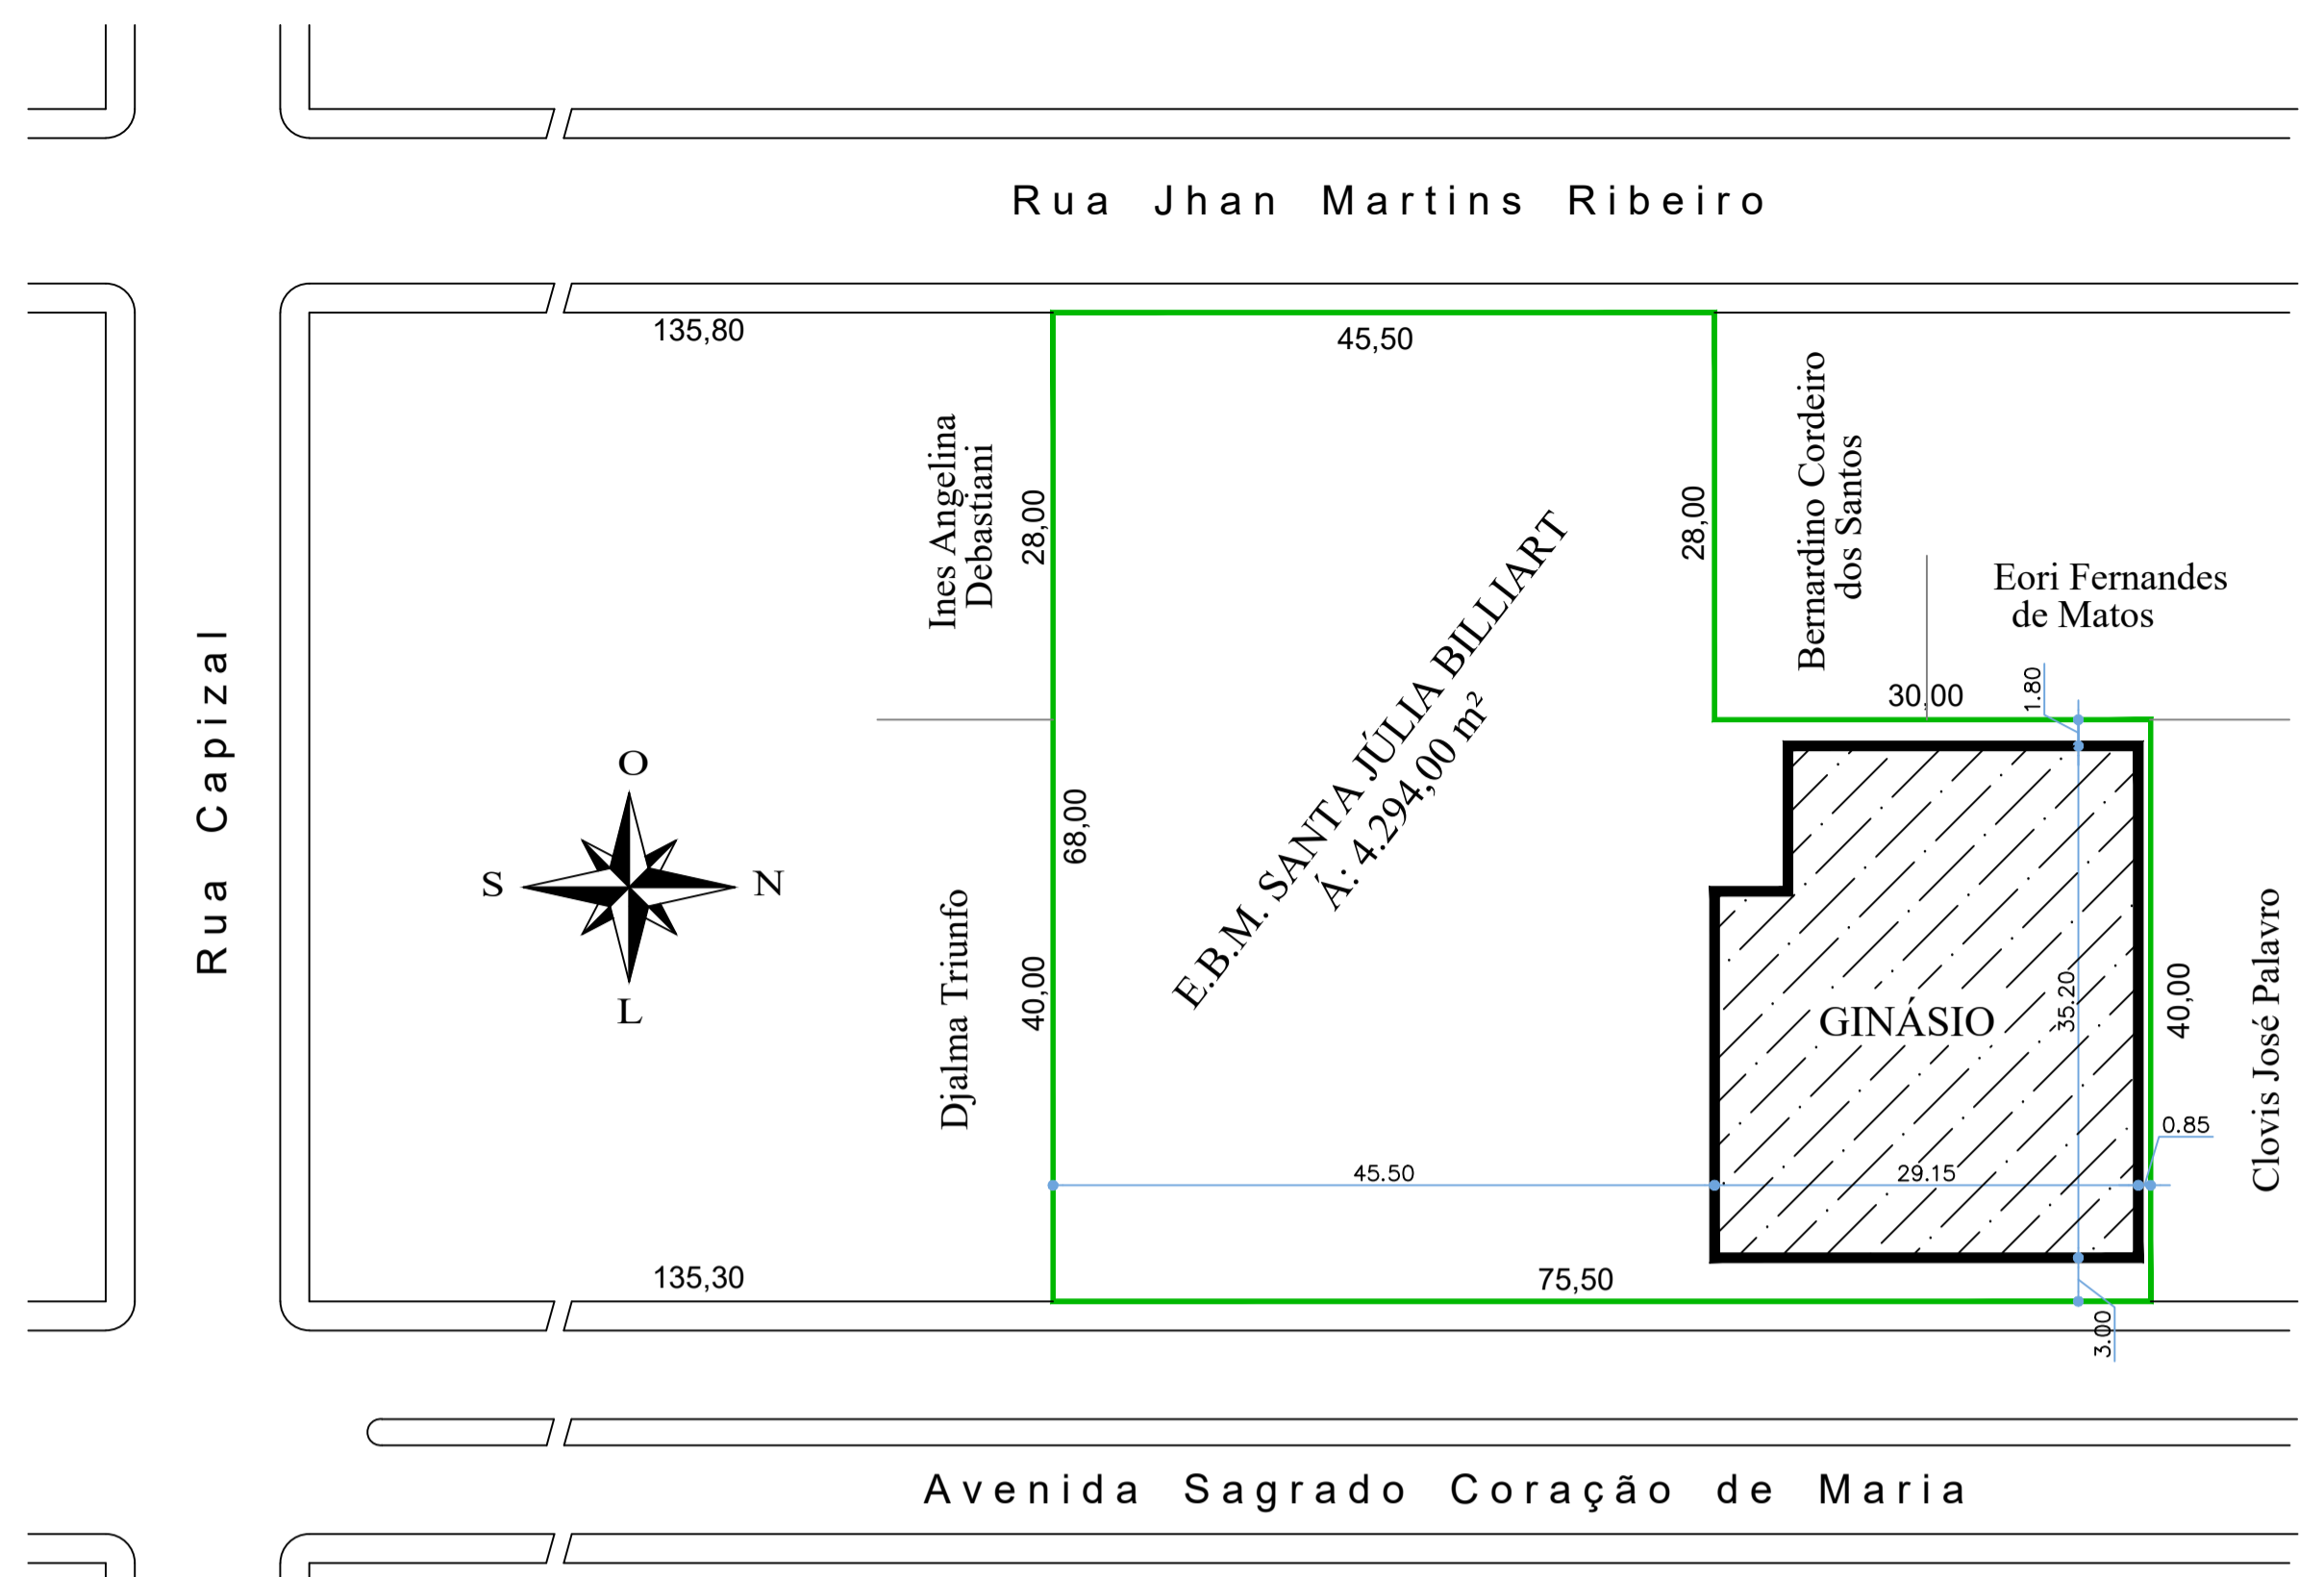 Rua Jhan Martins Ribeiro
135,80
45,50
Ines Angelina
Debastiani
28,00
28,00
Bernardino Cordeiro
dos Santos
Eori Fernandes
de Matos
30,00
1.80
Rua Capizal
O
S
N
L
68,00
E.B.M. SANTA JÚLIA BILLIART
Á: 4.294,00 m²
Djalma Triunfo
40,00
GINÁSIO
35.20
40,00
Clovis José Palavro
0.85
45.50
29.15
135,30
75,50
3.00
Avenida Sagrado Coração de Maria